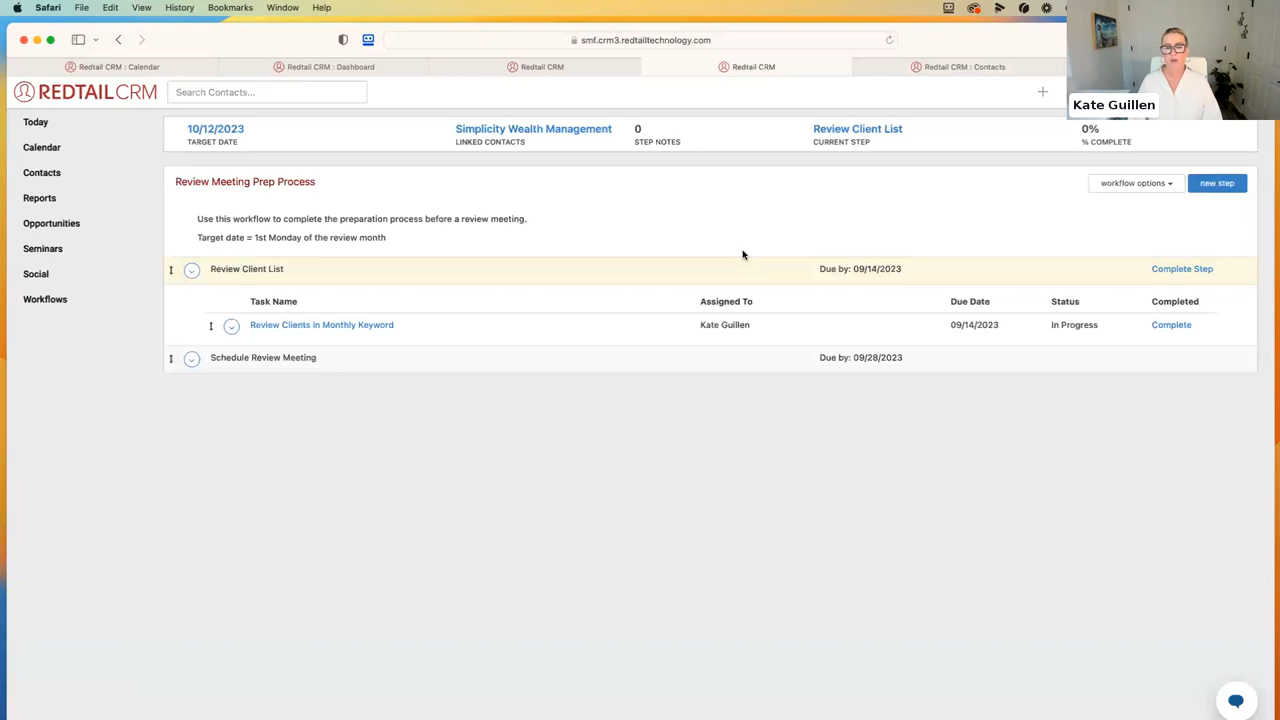 Safari File Edit View History Bookmarks Window Help
smf.crm3.redtailtechnology.com
Redtail CRM : Calendar Redtail CRM : Dashboard Redtail CRM Redtail CRM Redtail CRM : Contacts
REDTAILCRM Search Contacts...
Kate Guillen
Today
Calendar
Contacts
Reports
Opportunities
Seminars
Social
Workflows
10/12/2023 Simplicity Wealth Management 0 Review Client List 0%
TARGET DATE LINKED CONTACTS STEP NOTES CURRENT STEP % COMPLETE
Review Meeting Prep Process workflow options new step
Use this workflow to complete the preparation process before a review meeting.
Target date = 1st Monday of the review month
Review Client List Due by: 09/14/2023 Complete Step
Task Name Assigned To Due Date Status Completed
Review Clients in Monthly Keyword Kate Guillen 09/14/2023 In Progress Complete
Schedule Review Meeting Due by: 09/28/2023